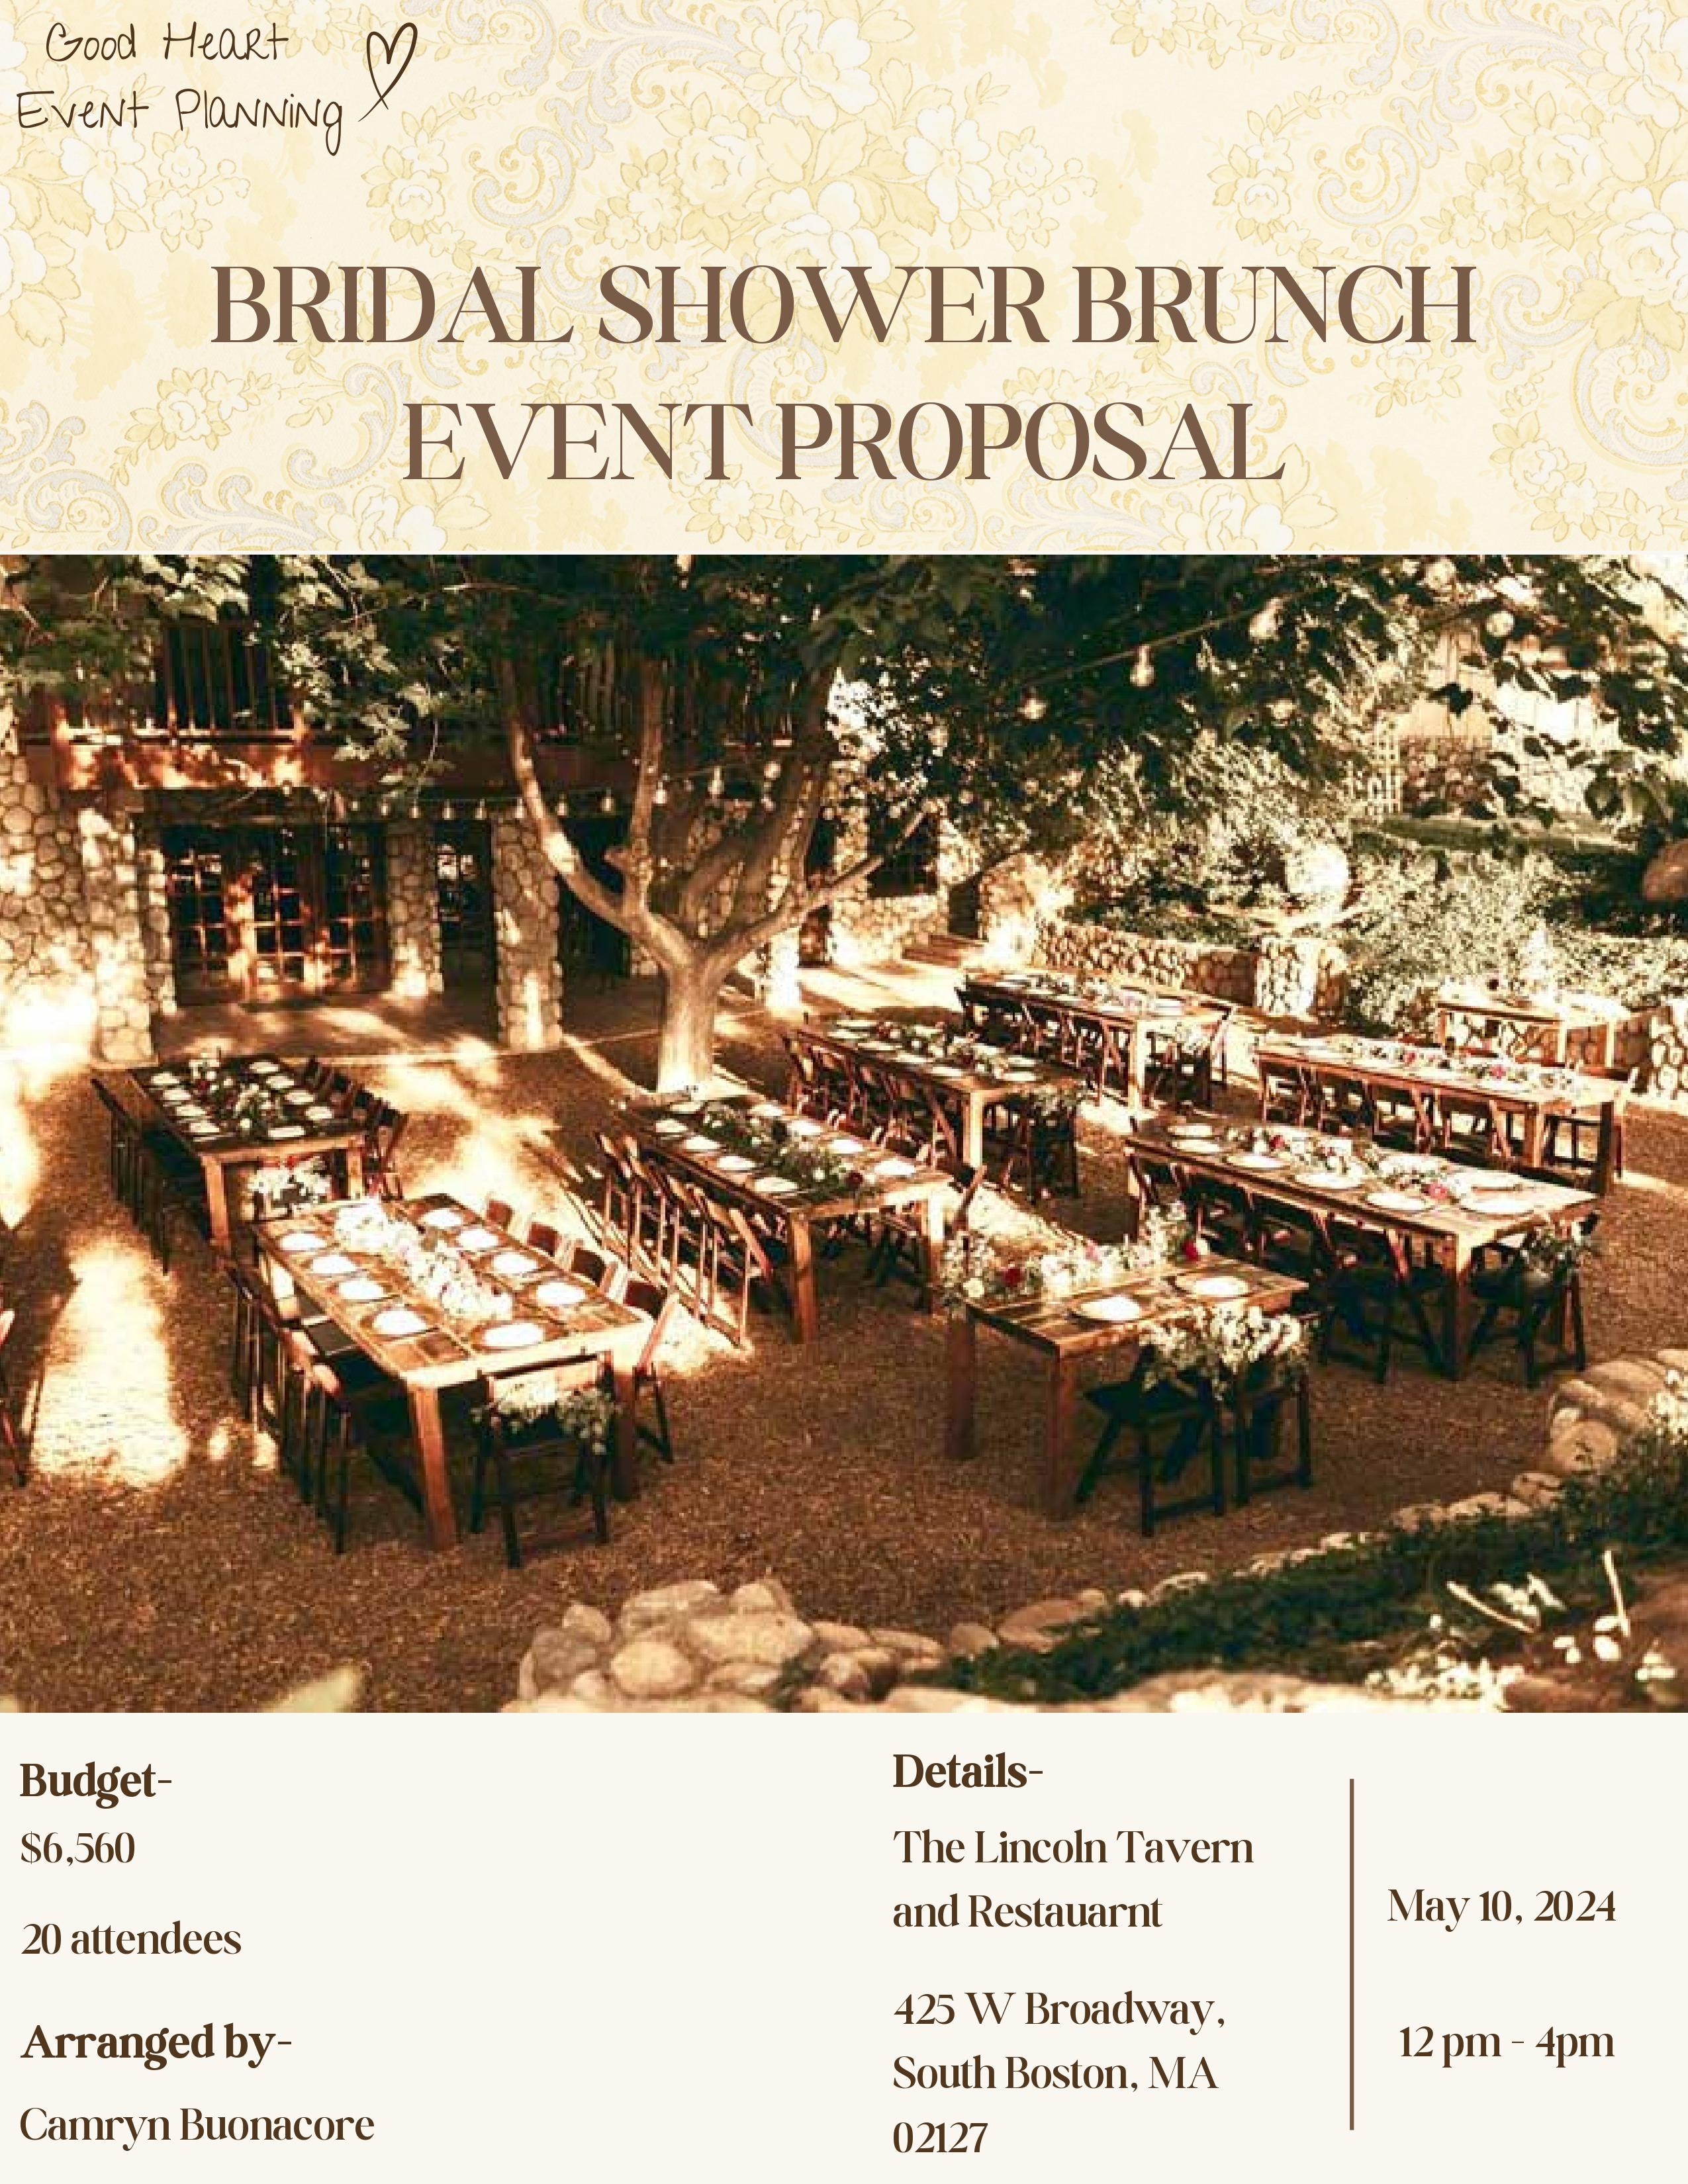 Good Heart
Event Planning
BRIDAL SHOWER BRUNCH
EVENT PROPOSAL
Budget-
$6,560
20 attendees
Arranged by-
Camryn Buonacore
Details-
The Lincoln Tavern
and Restauarnt
425 W Broadway,
South Boston, MA
02127
May 10, 2024
12 pm - 4pm